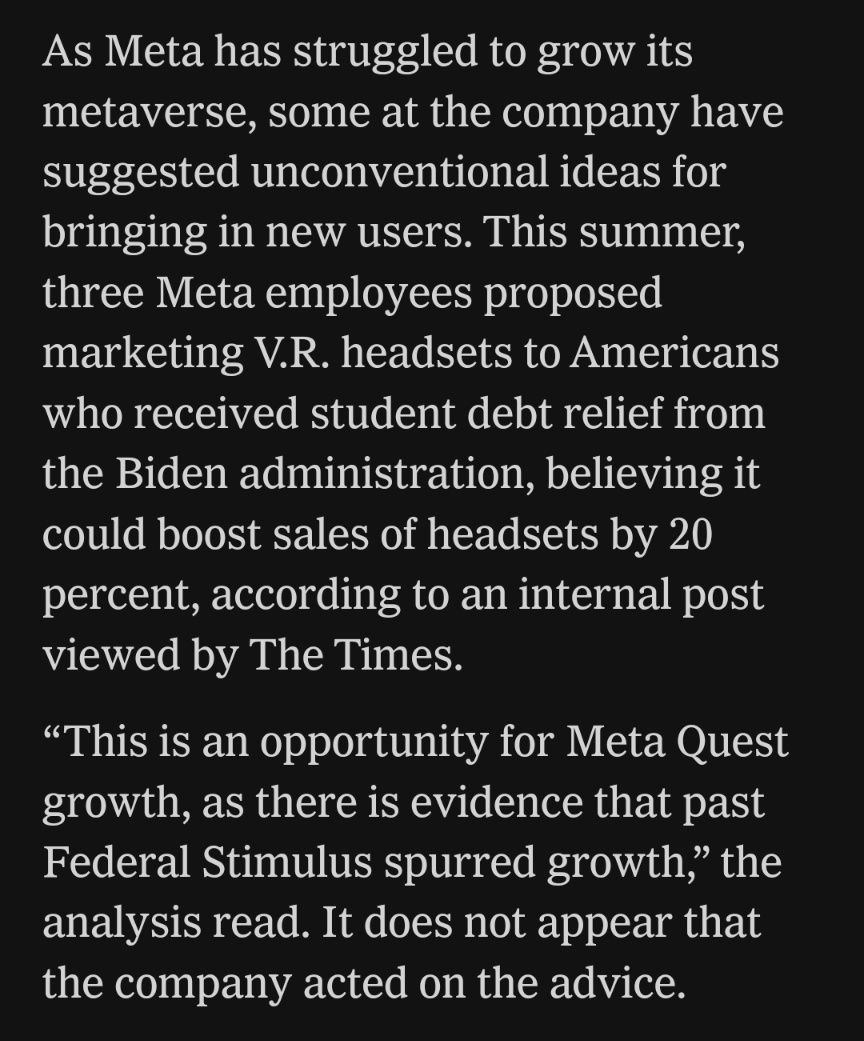 As Meta has struggled to grow its
metaverse, some at the company have
suggested unconventional ideas for
bringing in new users. This summer,
three Meta employees proposed
marketing V.R. headsets to Americans
who received student debt relief from
the Biden administration, believing it
could boost sales of headsets by 20
percent, according to an internal post
viewed by The Times.
“This is an opportunity for Meta Quest
growth, as there is evidence that past
Federal Stimulus spurred growth,” the
analysis read. It does not appear that
the company acted on the advice.